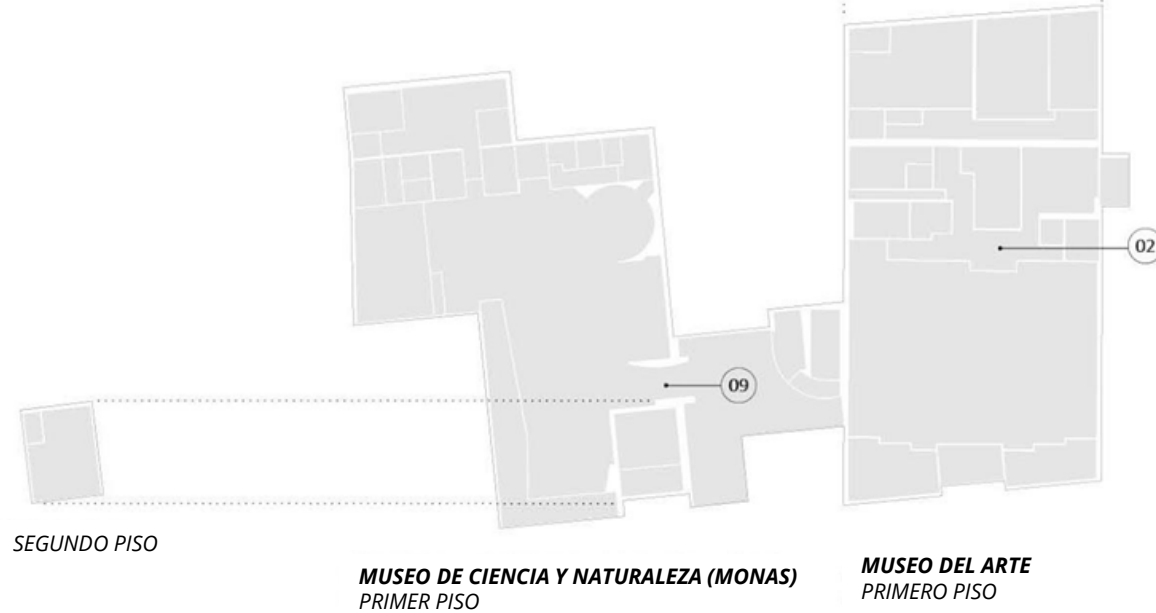 02
09
SEGUNDO PISO
MUSEO DE CIENCIA Y NATURALEZA (MONAS)
PRIMER PISO
MUSEO DEL ARTE
PRIMERO PISO